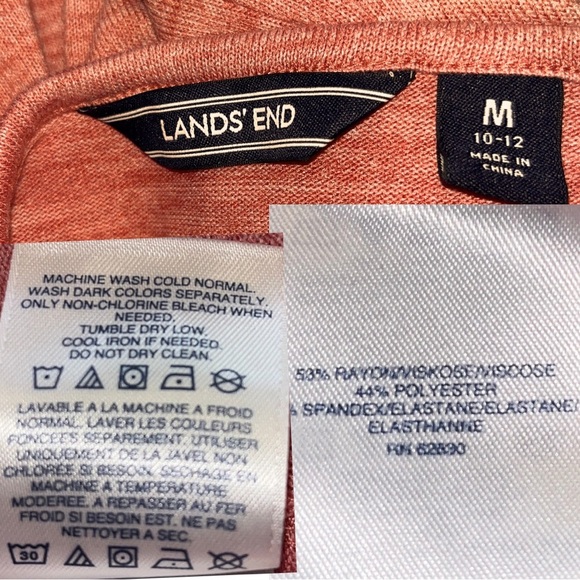 LANDS' END
M
10-12
MADE IN
CHINA
MACHINE WASH COLD NORMAL.
WASH DARK COLORS SEPARATELY.
ONLY NON-CHLORINE BLEACH WHEN
NEEDED.
TUMBLE DRY LOW.
COOL IRON IF NEEDED.
DO NOT DRY CLEAN.
LAVABLE A LA MACHINE A FROID
NORMAL. LAVER LES COULEURS
FONCÉES SEPAREMENT. UTILISER
UNIQUEMENT DE LA JAVEL NON
CHLORÉE SI BESOIN. SECHAGE EN
MACHINE A TEMPERATURE
MODEREE. A REPASSER AU FER
FROID SI BESOIN EST. NE PAS
NETTOYER A SEC.
30
53% RAYON/VISKOSE/VISCOSE
44% POLYESTER
% SPANDEX/ELASTANE/ELASTANE/
ELASTHANNE
RN 62830